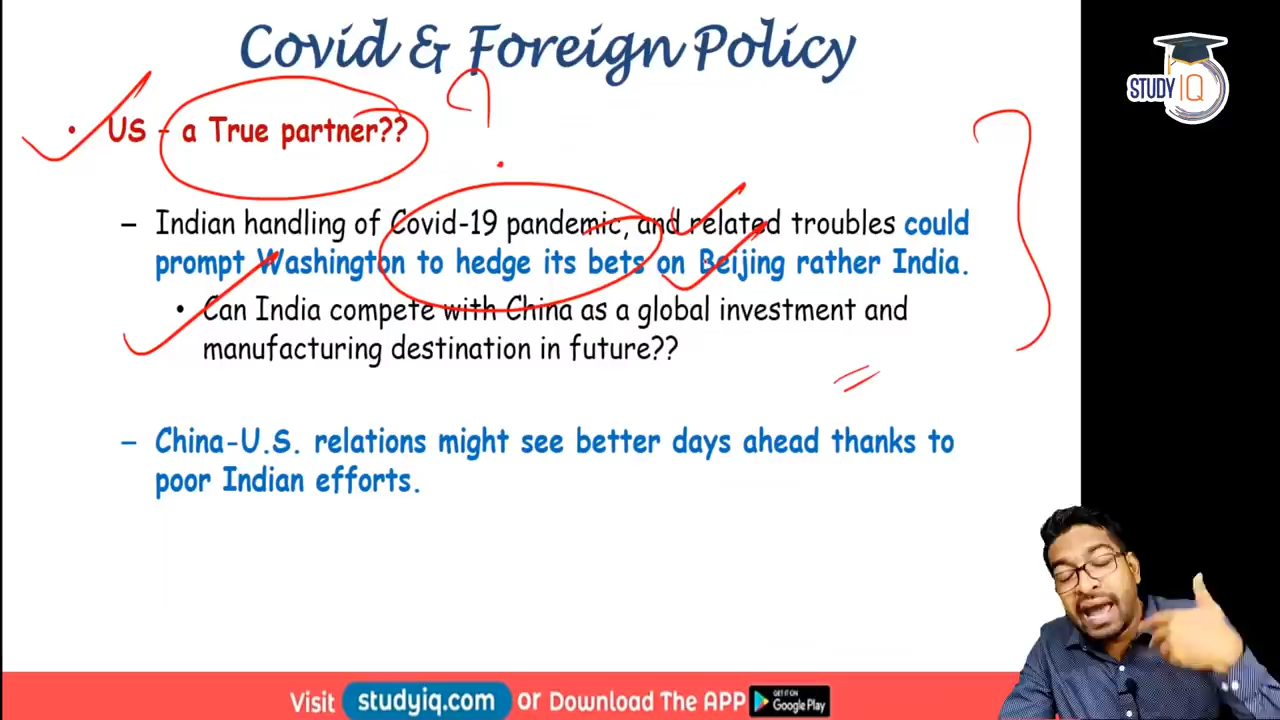 Covid & Foreign Policy
STUDY IQ
• US - a True partner??
– Indian handling of Covid-19 pandemic, and related troubles could
prompt Washington to hedge its bets on Beijing rather India.
• Can India compete with China as a global investment and
manufacturing destination in future??
– China-U.S. relations might see better days ahead thanks to
poor Indian efforts.
Visit studyiq.com or Download The APP GET IT ON Google Play